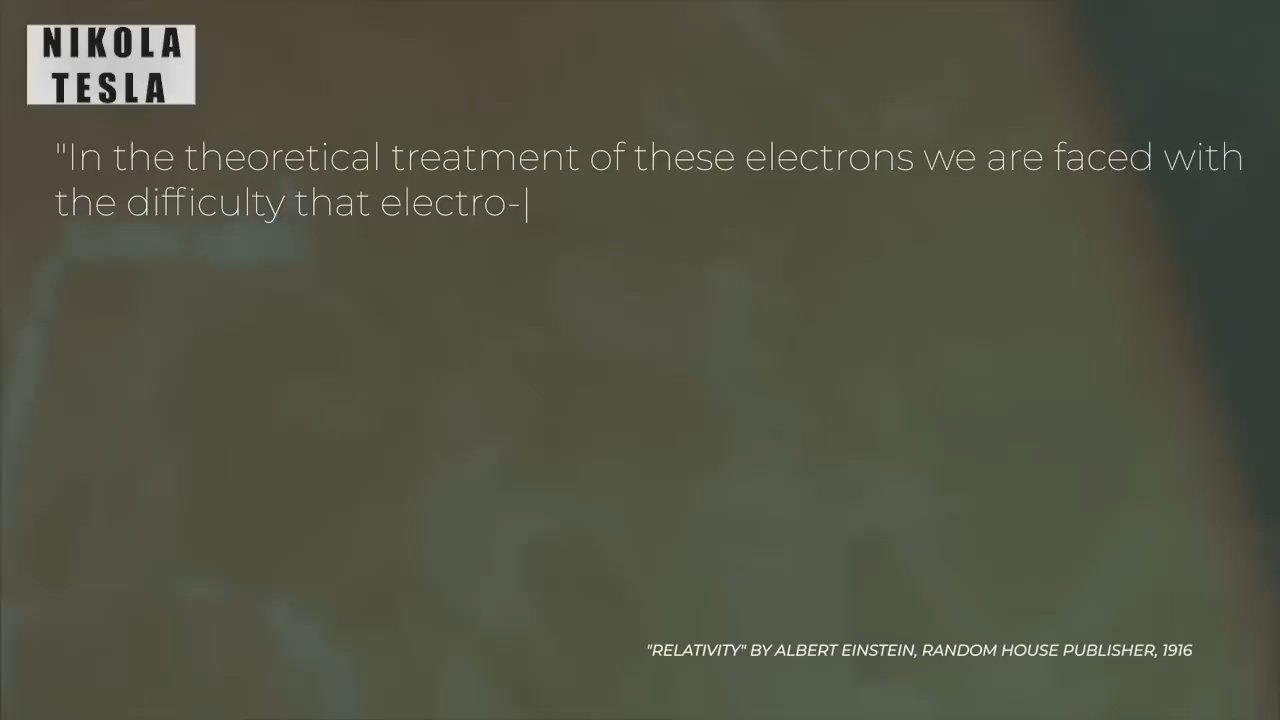 NIKOLA
TESLA
"In the theoretical treatment of these electrons we are faced with
the difficulty that electro-|
"RELATIVITY" BY ALBERT EINSTEIN, RANDOM HOUSE PUBLISHER, 1916